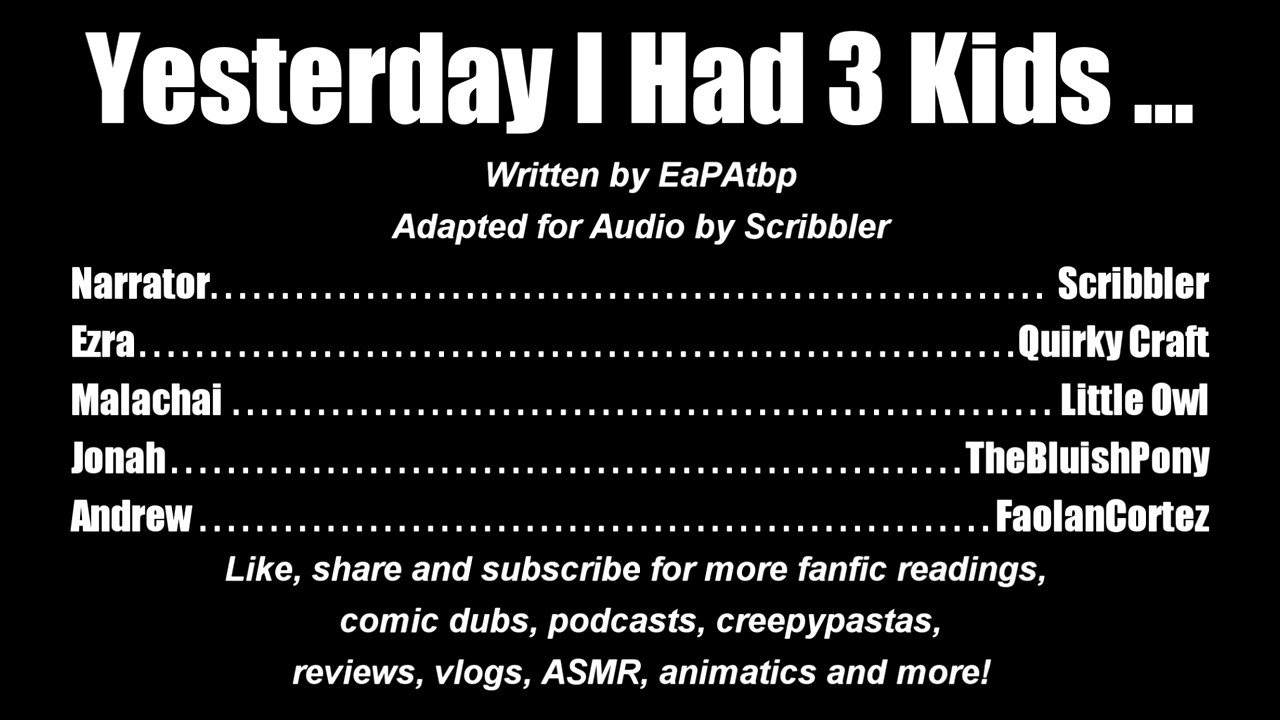 Yesterday I Had 3 Kids ...
Written by EaPAtbp
Adapted for Audio by Scribbler
Narrator.......................................................... Scribbler
Ezra..............................................................Quirky Craft
Malachai .......................................................... Little Owl
Jonah........................................................TheBluishPony
Andrew ........................................................ FaolanCortez
Like, share and subscribe for more fanfic readings,
comic dubs, podcasts, creepypastas,
reviews, vlogs, ASMR, animatics and more!